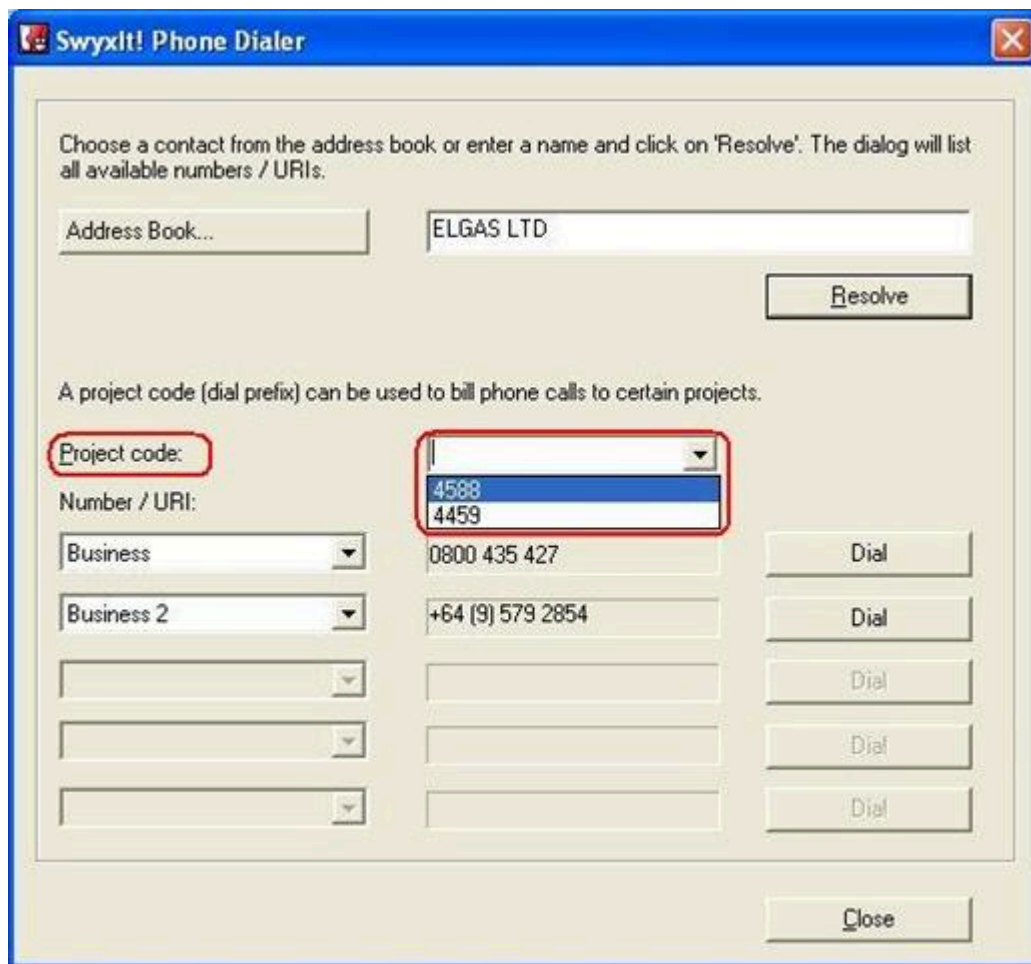 SwyxIt! Phone Dialer
Choose a contact from the address book or enter a name and click on 'Resolve'. The dialog will list
all available numbers / URIs.
Address Book...
ELGAS LTD
Resolve
A project code (dial prefix) can be used to bill phone calls to certain projects.
Project code:
4588
4459
Number / URI:
Business
0800 435 427
Dial
Business 2
+64 (9) 579 2854
Dial
Dial
Dial
Dial
Close